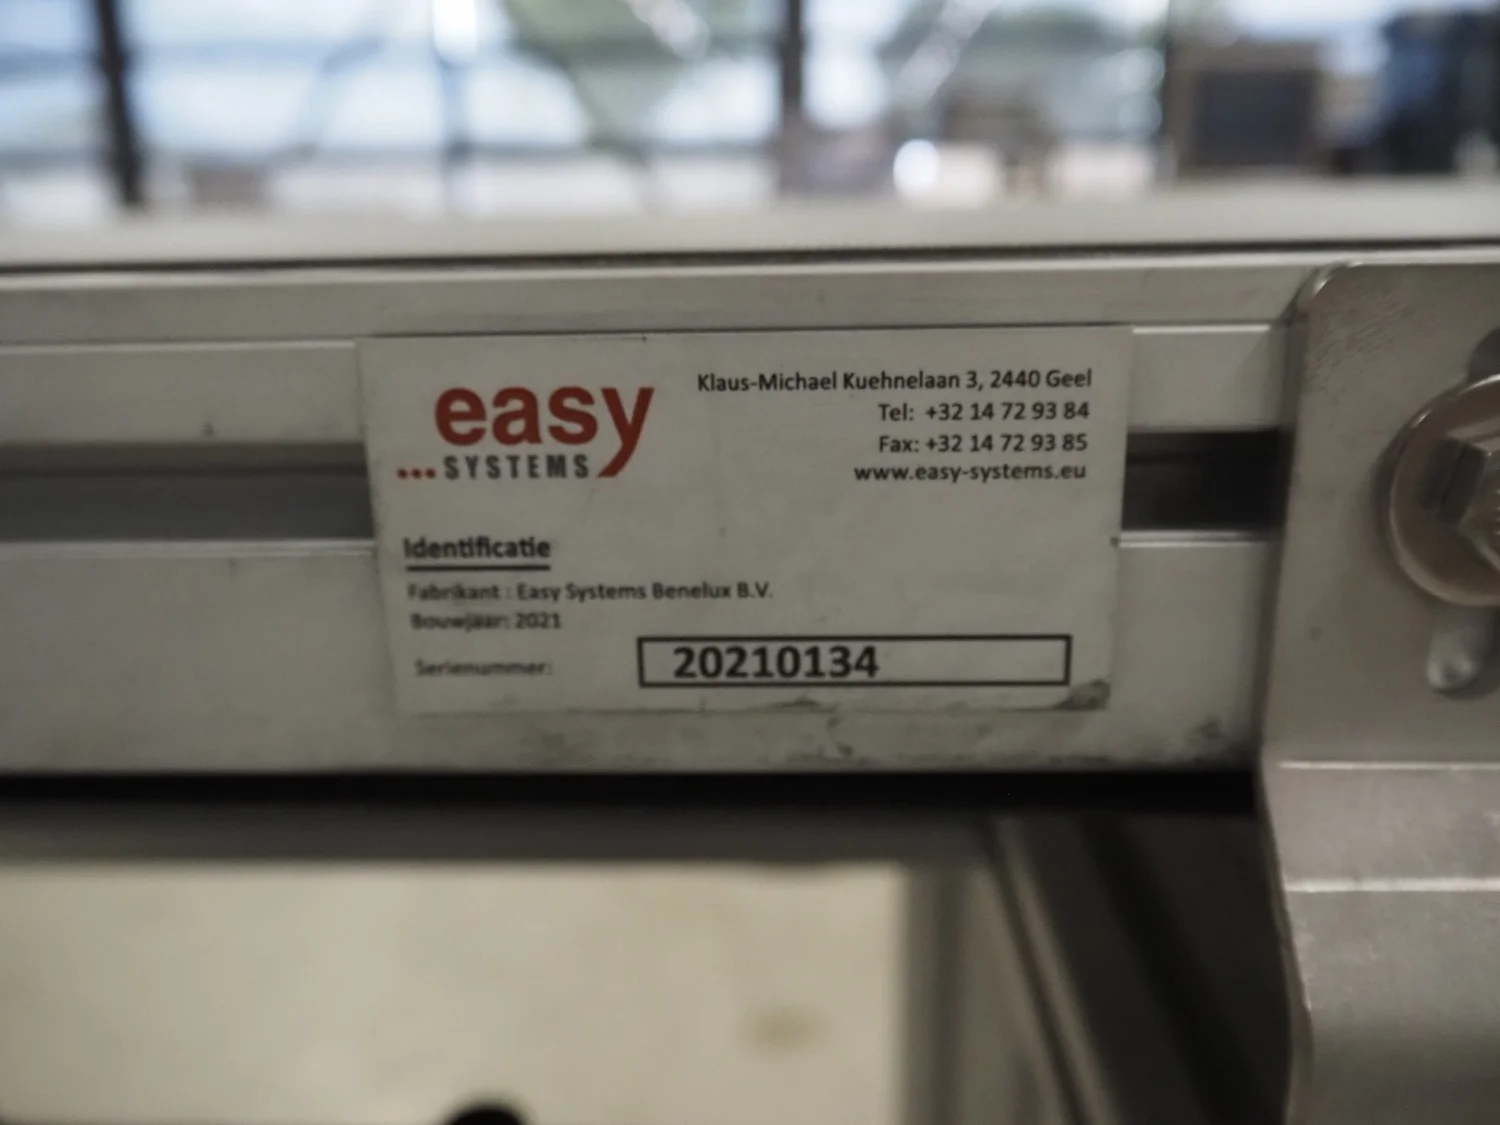 easy
...SYSTEMS
Klaus-Michael Kuehnelaan 3, 2440 Geel
Tel: +32 14 72 93 84
Fax: +32 14 72 93 85
www.easy-systems.eu
Identificatie
Fabrikant : Easy Systems Benelux B.V.
Bouwjaar: 2021
Serienummer:
20210134